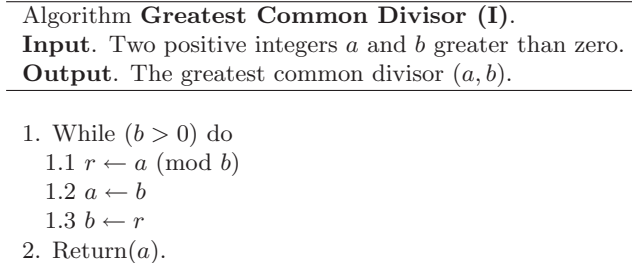 Algorithm Greatest Common Divisor (I).
Input. Two positive integers a and b greater than zero.
Output. The greatest common divisor (a, b).
1. While (b > 0) do
1.1 r ← a (mod b)
1.2 a ← b
1.3 b ← r
2. Return(a).